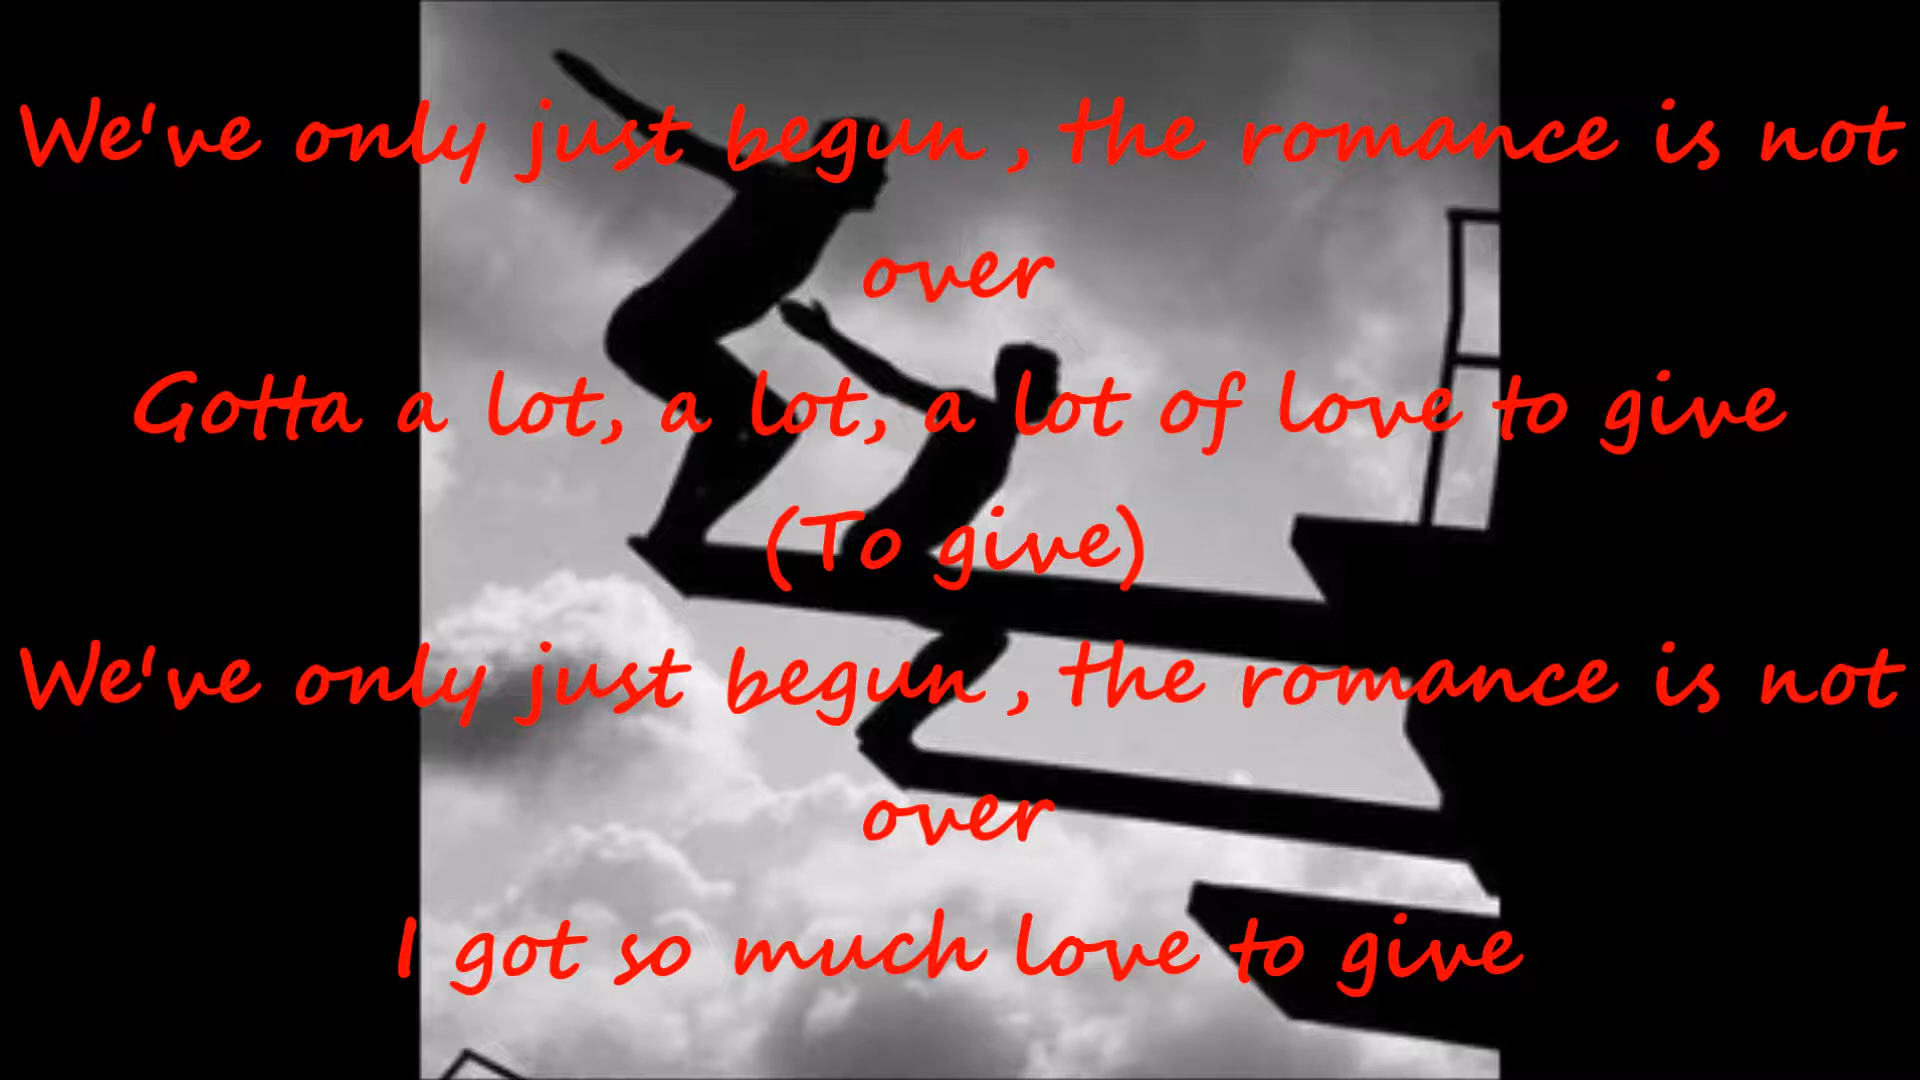 We've only just begun , the romance is not
over
Gotta a lot, a lot, a lot of love to give
(To give)
We've only just begun , the romance is not
over
I got so much love to give